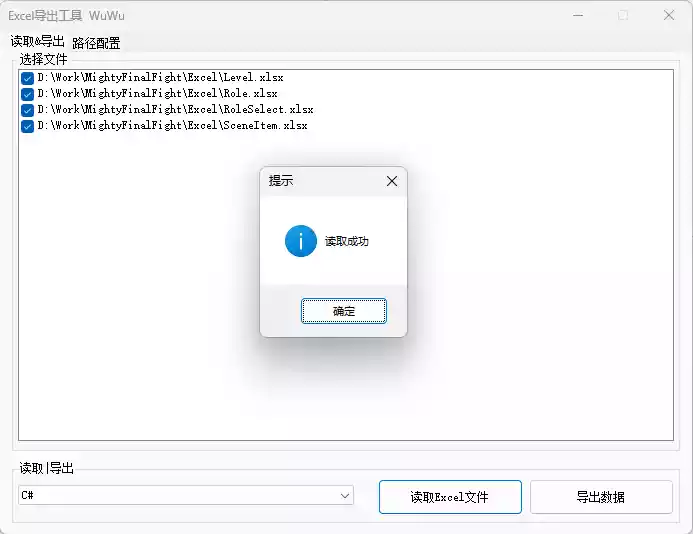 Excel导出工具  WuWu
读取&导出 路径配置
选择文件
D:\Work\MightyFinalFight\Excel\Level.xlsx
D:\Work\MightyFinalFight\Excel\Role.xlsx
D:\Work\MightyFinalFight\Excel\RoleSelect.xlsx
D:\Work\MightyFinalFight\Excel\SceneItem.xlsx
提示
读取成功
确定
读取|导出
C#
读取Excel文件
导出数据